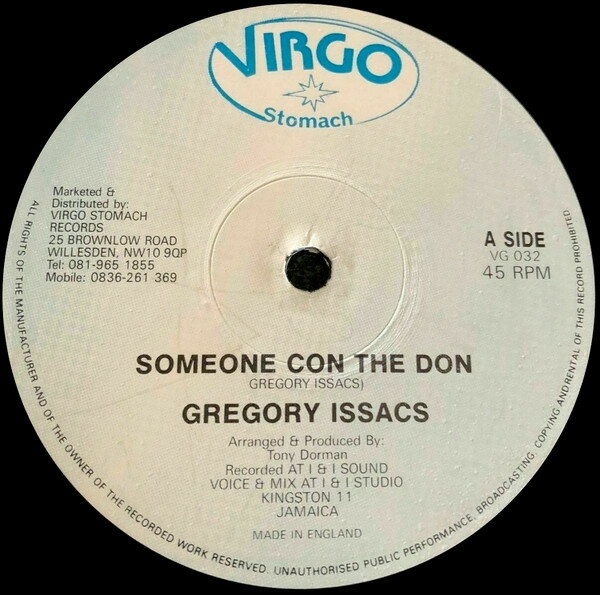 VIRGO
Stomach
Marketed &
Distributed by:
VIRGO STOMACH
RECORDS
25 BROWNLOW ROAD
WILLESDEN, NW10 9QP
Tel: 081-965 1855
Mobile: 0836-261 369
A SIDE
VG 032
45 RPM
SOMEONE CON THE DON
GREGORY ISSACS)
GREGORY ISSACS
Arranged & Produced By:
Tony Dorman
Recorded AT I & I SOUND
VOICE & MIX AT I & I STUDIO
KINGSTON 11
JAMAICA
MADE IN ENGLAND
ALL RIGHTS OF THE MANUFACTURER AND OF THE OWNER OF THE RECORDED WORK RESERVED. UNAUTHORISED PUBLIC PERFORMANCE, BROADCASTING. COPYING AND RENTAL OF THIS RECORD PROHIBITED